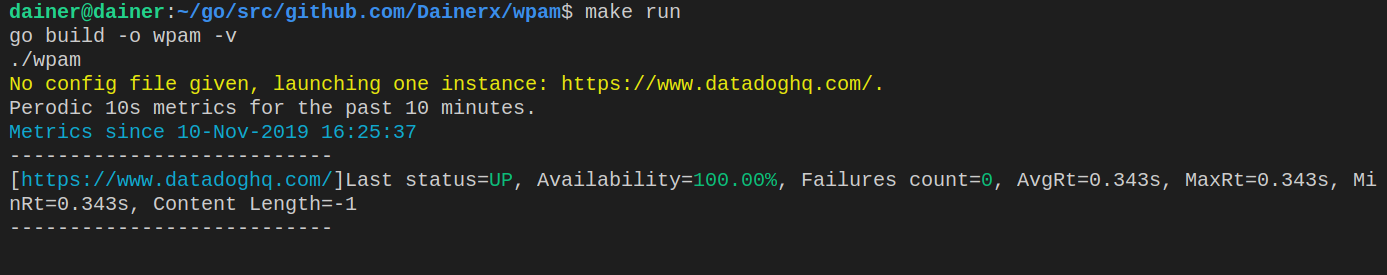 dainer@dainer:~/go/src/github.com/Dainerx/wpam$ make run
go build -o wpam -v
./wpam
No config file given, launching one instance: https://www.datadoghq.com/.
Perodic 10s metrics for the past 10 minutes.
Metrics since 10-Nov-2019 16:25:37
---------------------------
[https://www.datadoghq.com/]Last status=UP, Availability=100.00%, Failures count=0, AvgRt=0.343s, MaxRt=0.343s, Mi
nRt=0.343s, Content Length=-1
---------------------------